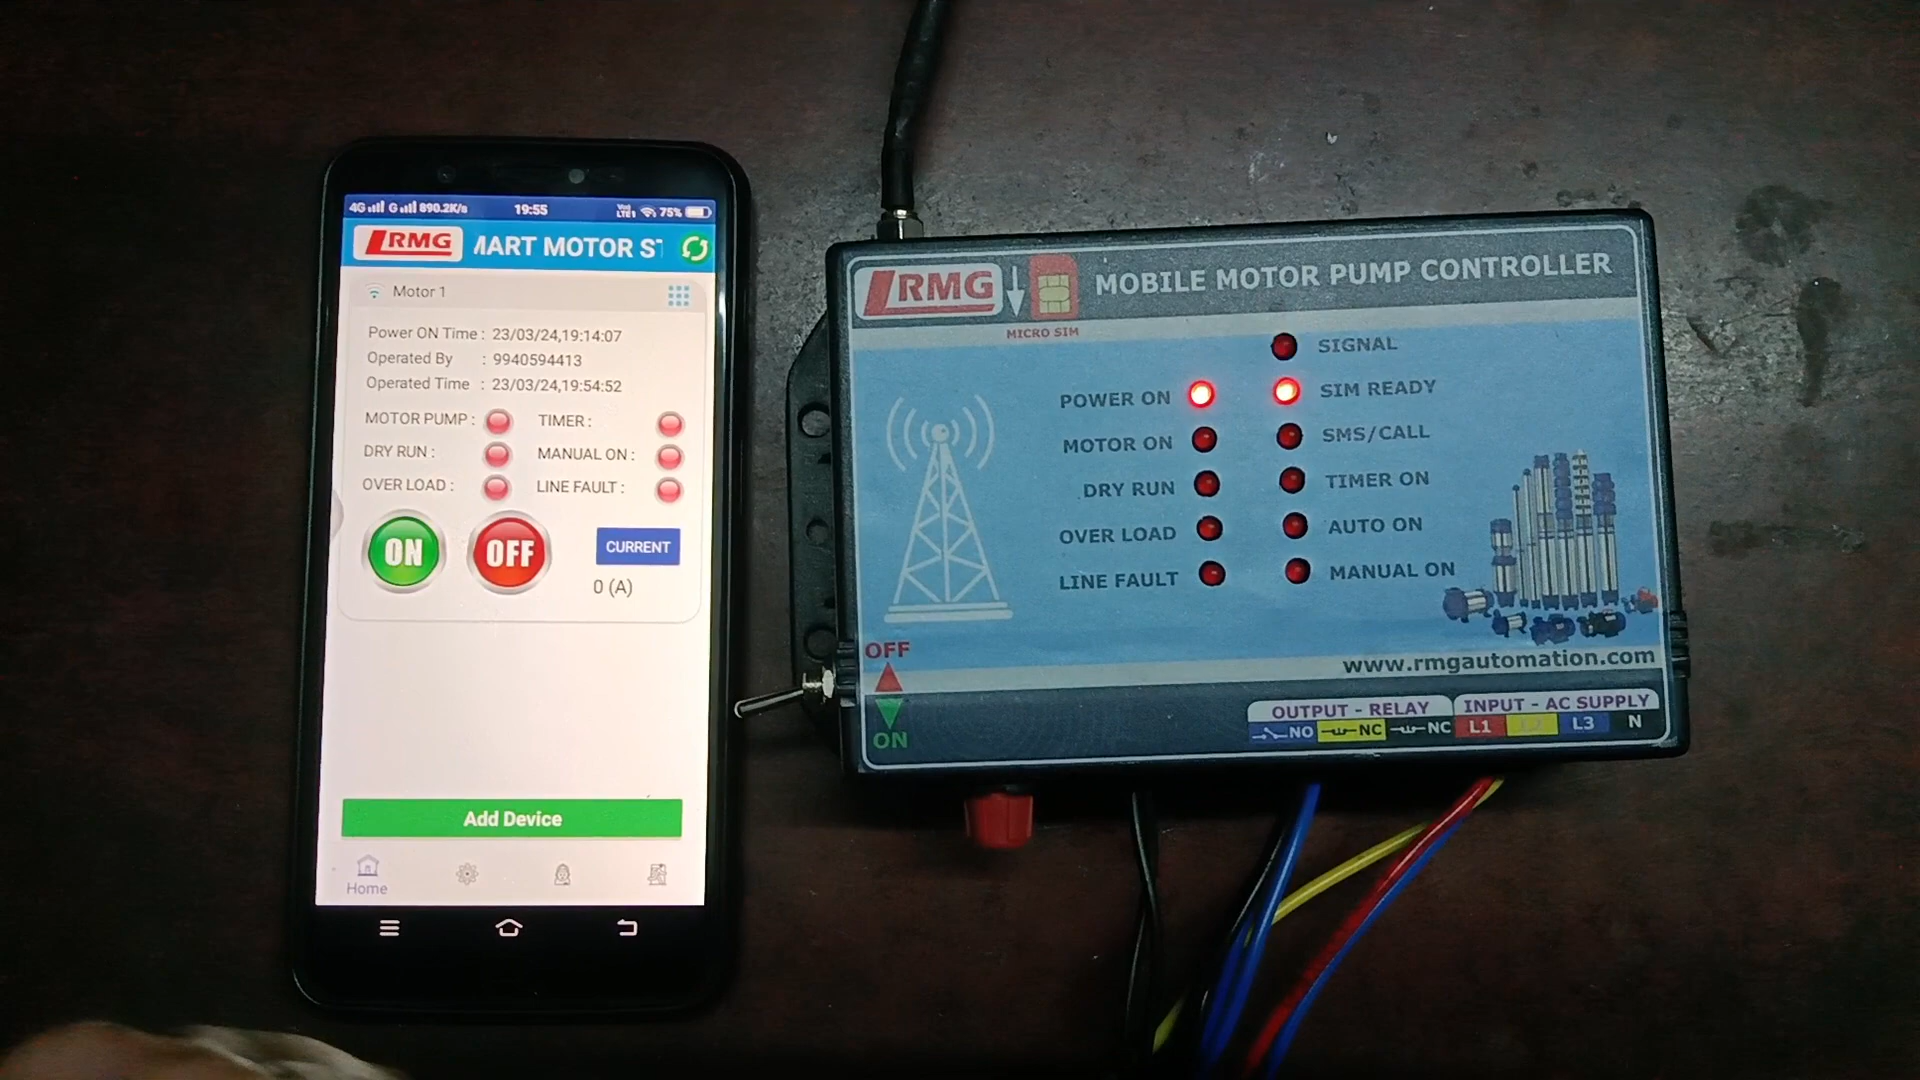 4G G 890.2K/s 19:55 VoD LTE1 75%
RMG MART MOTOR ST
Motor 1
Power ON Time : 23/03/24,19:14:07
Operated By : 9940594413
Operated Time : 23/03/24,19:54:52
MOTOR PUMP : TIMER :
DRY RUN : MANUAL ON :
OVER LOAD : LINE FAULT :
ON OFF CURRENT
0 (A)
Add Device
Home
RMG MOBILE MOTOR PUMP CONTROLLER
MICRO SIM
SIGNAL
POWER ON SIM READY
MOTOR ON SMS/CALL
DRY RUN TIMER ON
OVER LOAD AUTO ON
LINE FAULT MANUAL ON
OFF
ON
www.rmgautomation.com
OUTPUT - RELAY INPUT - AC SUPPLY
NO NC NC L1 L2 L3 N